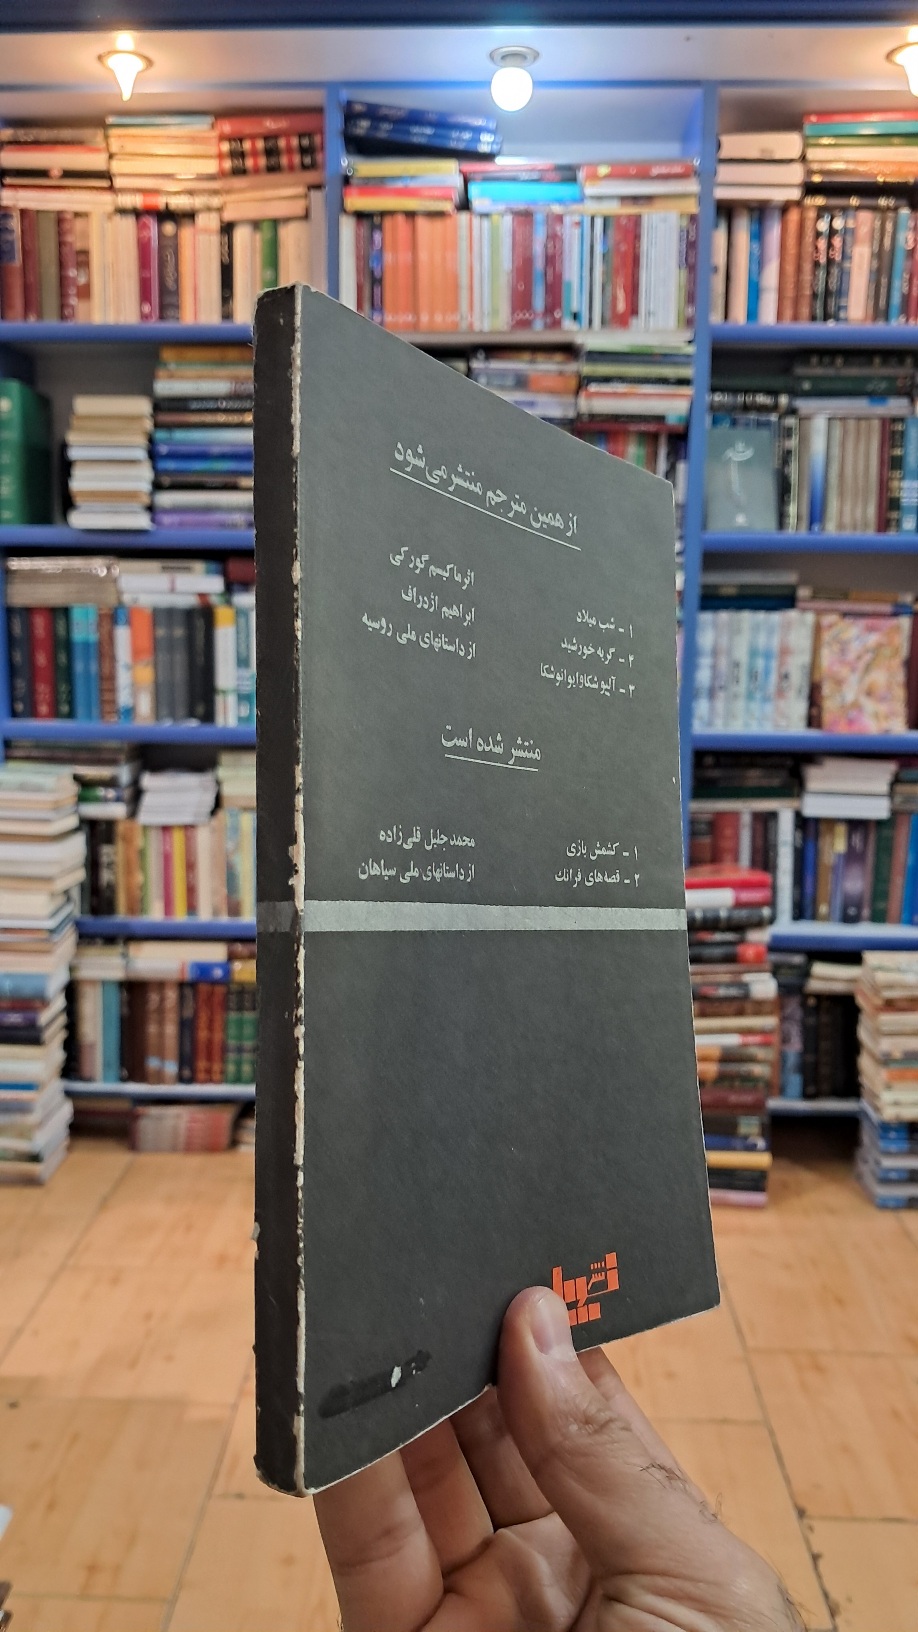 از همین مترجم منتشر می‌شود
۱ - شب میلاد اثر ماکسیم گورکی
۲ - گربه خورشید ابراهیم اژدراف
۳ - آلیوشکا و ایوانوشکا از داستانهای ملی روسیه
منتشر شده است
۱ - کشمش بازی محمد جلیل قلی‌زاده
۲ - قصه‌های فرانک از داستانهای ملی سیاهان
نشر